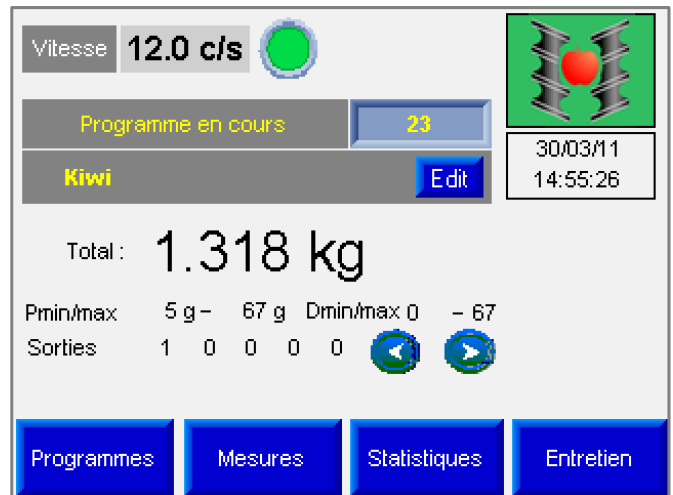 Vitesse 12.0 c/s
Programme en cours 23
30/03/11
Kiwi Edit 14:55:26
Total : 1.318 kg
Pmin/max 5 g – 67 g Dmin/max 0 – 67
Sorties 1 0 0 0 0
Programmes Mesures Statistiques Entretien